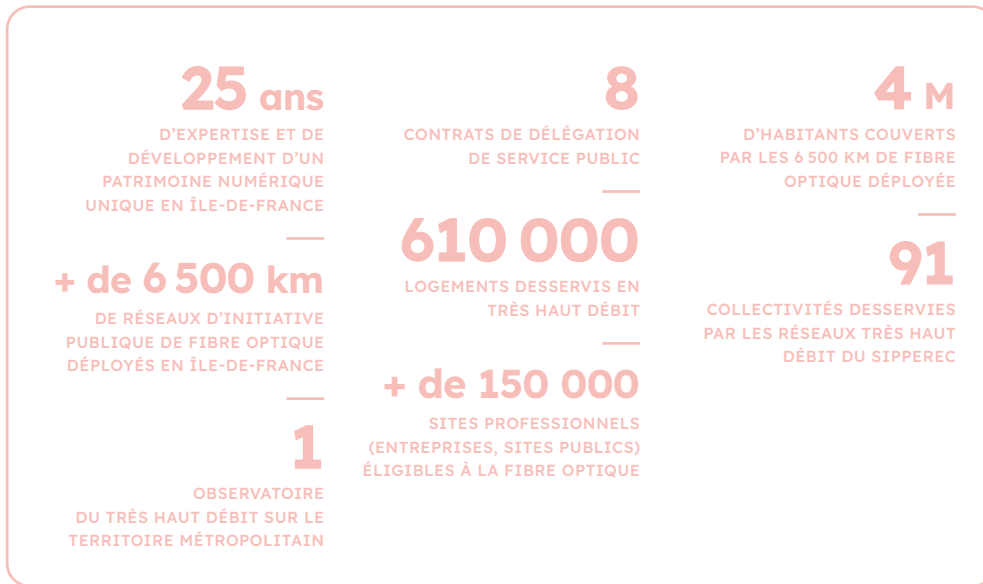 25 ans
D'EXPERTISE ET DE
DÉVELOPPEMENT D'UN
PATRIMOINE NUMÉRIQUE
UNIQUE EN ÎLE-DE-FRANCE
+ de 6 500 km
DE RÉSEAUX D'INITIATIVE
PUBLIQUE DE FIBRE OPTIQUE
DÉPLOYÉS EN ÎLE-DE-FRANCE
1
OBSERVATOIRE
DU TRÈS HAUT DÉBIT SUR LE
TERRITOIRE MÉTROPOLITAIN
8
CONTRATS DE DÉLÉGATION
DE SERVICE PUBLIC
610 000
LOGEMENTS DESSERVIS EN
TRÈS HAUT DÉBIT
+ de 150 000
SITES PROFESSIONNELS
(ENTREPRISES, SITES PUBLICS)
ÉLIGIBLES À LA FIBRE OPTIQUE
4 M
D'HABITANTS COUVERTS
PAR LES 6 500 KM DE FIBRE
OPTIQUE DÉPLOYÉE
91
COLLECTIVITÉS DESSERVIES
PAR LES RÉSEAUX TRÈS HAUT
DÉBIT DU SIPPEREC